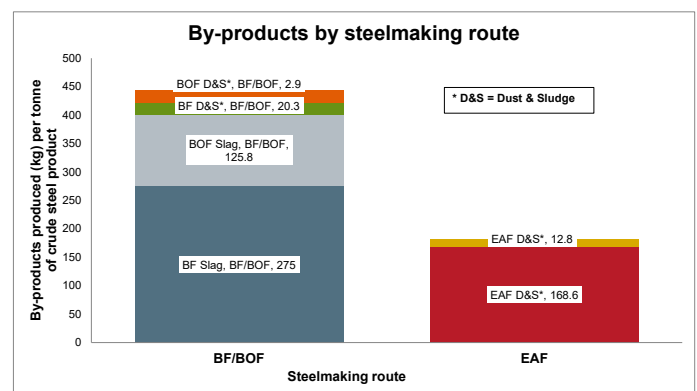 By-products by steelmaking route
By-products produced (kg) per tonne
of crude steel product
500
450
400
350
300
250
200
150
100
50
0
BOF D&S*, BF/BOF, 2.9
BF D&S*, BF/BOF, 20.3
BOF Slag, BF/BOF,
125.8
BF Slag, BF/BOF, 275
* D&S = Dust & Sludge
EAF D&S*, 12.8
EAF D&S*, 168.6
BF/BOF
EAF
Steelmaking route